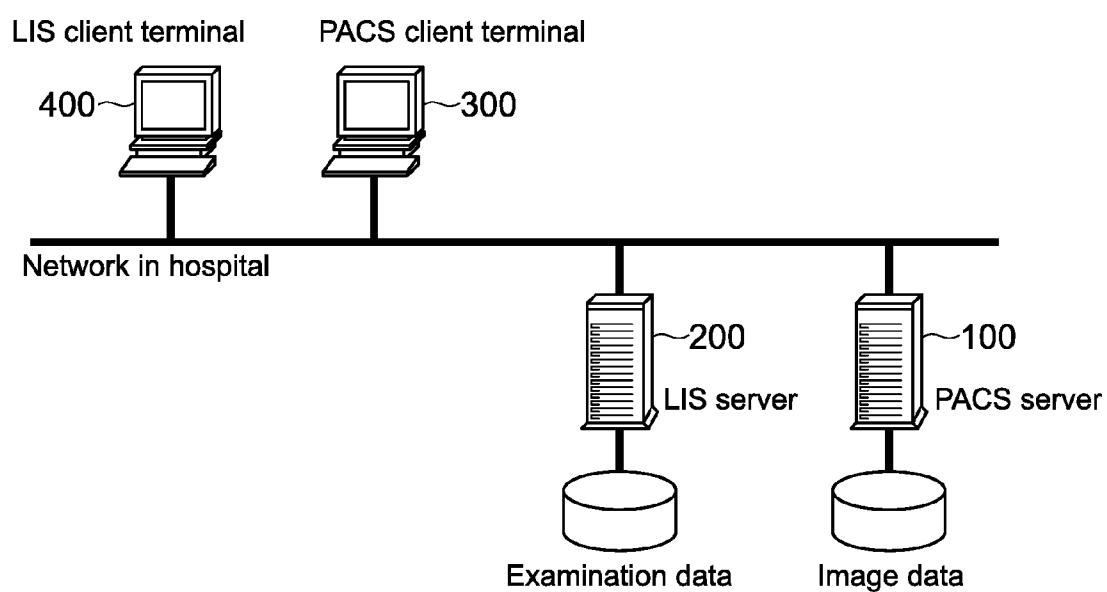 LIS client terminal
PACS client terminal
400
300
Network in hospital
200
100
LIS server
PACS server
Examination data
Image data